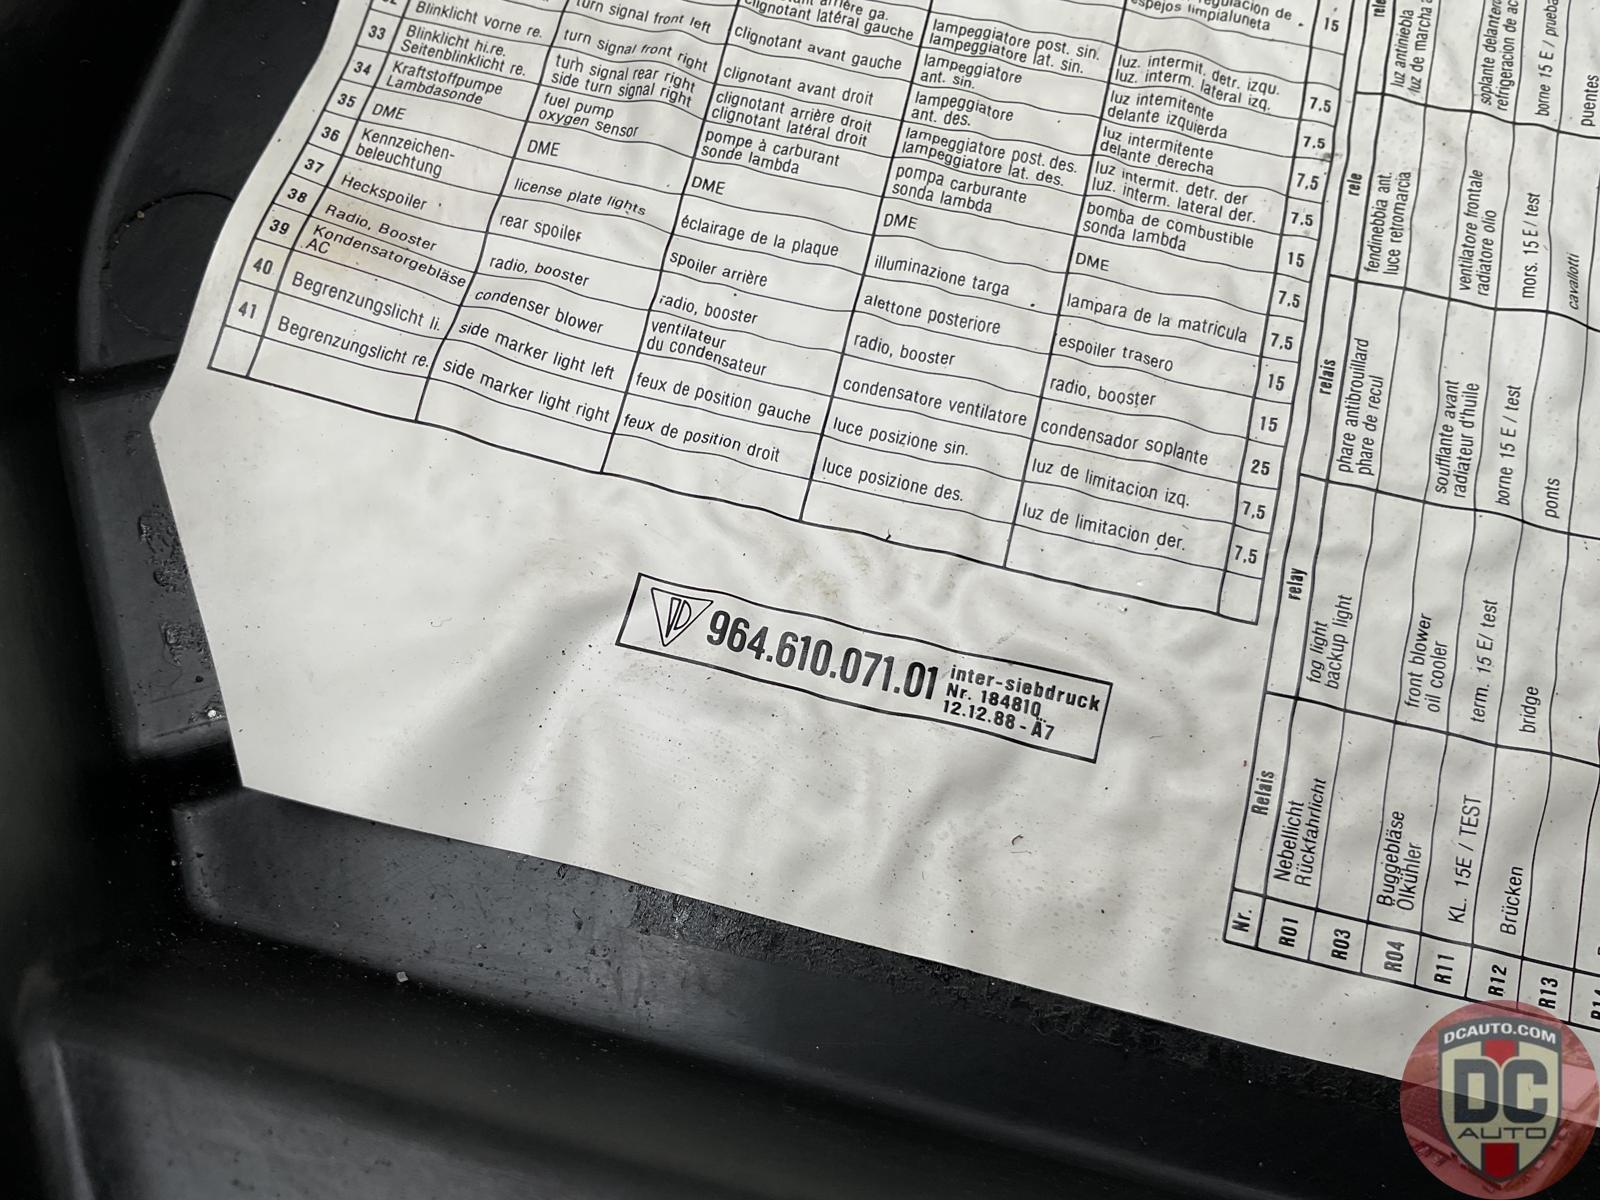 regulacion de
espejos limpialuneta
15
clignotant arrière ga.
clignotant latéral gauche
lampeggiatore post. sin.
lampeggiatore lat. sin.
luz. intermit. detr. izqu.
luz. interm. lateral izq.
7.5
turn signal front left
clignotant avant gauche
lampeggiatore
ant. sin.
luz intemitente
delante izquierda
7.5
32
Blinklicht vorne re.
turn signal front right
clignotant avant droit
lampeggiatore
ant. des.
luz intermitente
delante derecha
7.5
33
Blinklicht hi.re.
Seitenblinklicht re.
turn signal rear right
side turn signal right
clignotant arrière droit
clignotant latéral droit
lampeggiatore post. des.
lampeggiatore lat. des.
luz intermit. detr. der
luz. interm. lateral der.
7.5
34
Kraftstoffpumpe
Lambdasonde
fuel pump
oxygen sensor
pompe à carburant
sonde lambda
pompa carburante
sonda lambda
bomba de combustible
sonda lambda
15
35
DME
DME
DME
DME
DME
7.5
36
Kennzeichen-
beleuchtung
license plate lights
éclairage de la plaque
illuminazione targa
lampara de la matricula
7,5
37
Heckspoiler
rear spoiler
spoiler arrière
alettone posteriore
espoiler trasero
15
38
Radio, Booster
radio, booster
radio, booster
radio, booster
radio, booster
15
39
Kondensatorgebläse
AC
condenser blower
ventilateur
du condensateur
condensatore ventilatore
condensador soplante
25
40
Begrenzungslicht li.
side marker light left
feux de position gauche
luce posizione sin.
luz de limitacion izq.
7,5
41
Begrenzungslicht re.
side marker light right
feux de position droit
luce posizione des.
luz de limitacion der.
7,5
964.610.071.01
inter-siebdruck
Nr. 184810
12.12.88 - Ä7
Nr.
Relais
relay
relais
rele
R01
Nebellicht
Rückfahrlicht
fog light
backup light
phare antibrouillard
phare de recul
fendinebbia ant.
luce retromarcia
luz antiniebla
luz de marcha a
R03
R04
Buggebläse
Ölkühler
front blower
oil cooler
soufflante avant
radiateur d'huile
ventilatore frontale
radiatore olio
soplante delantero
refrigeracion de ac
R11
KL. 15E / TEST
term. 15 E/ test
borne 15 E / test
mors. 15 E / test
borne 15 E / prueba
R12
Brücken
bridge
ponts
cavallotti
puentes
R13
R14
DCAUTO.COM
DC
AUTO